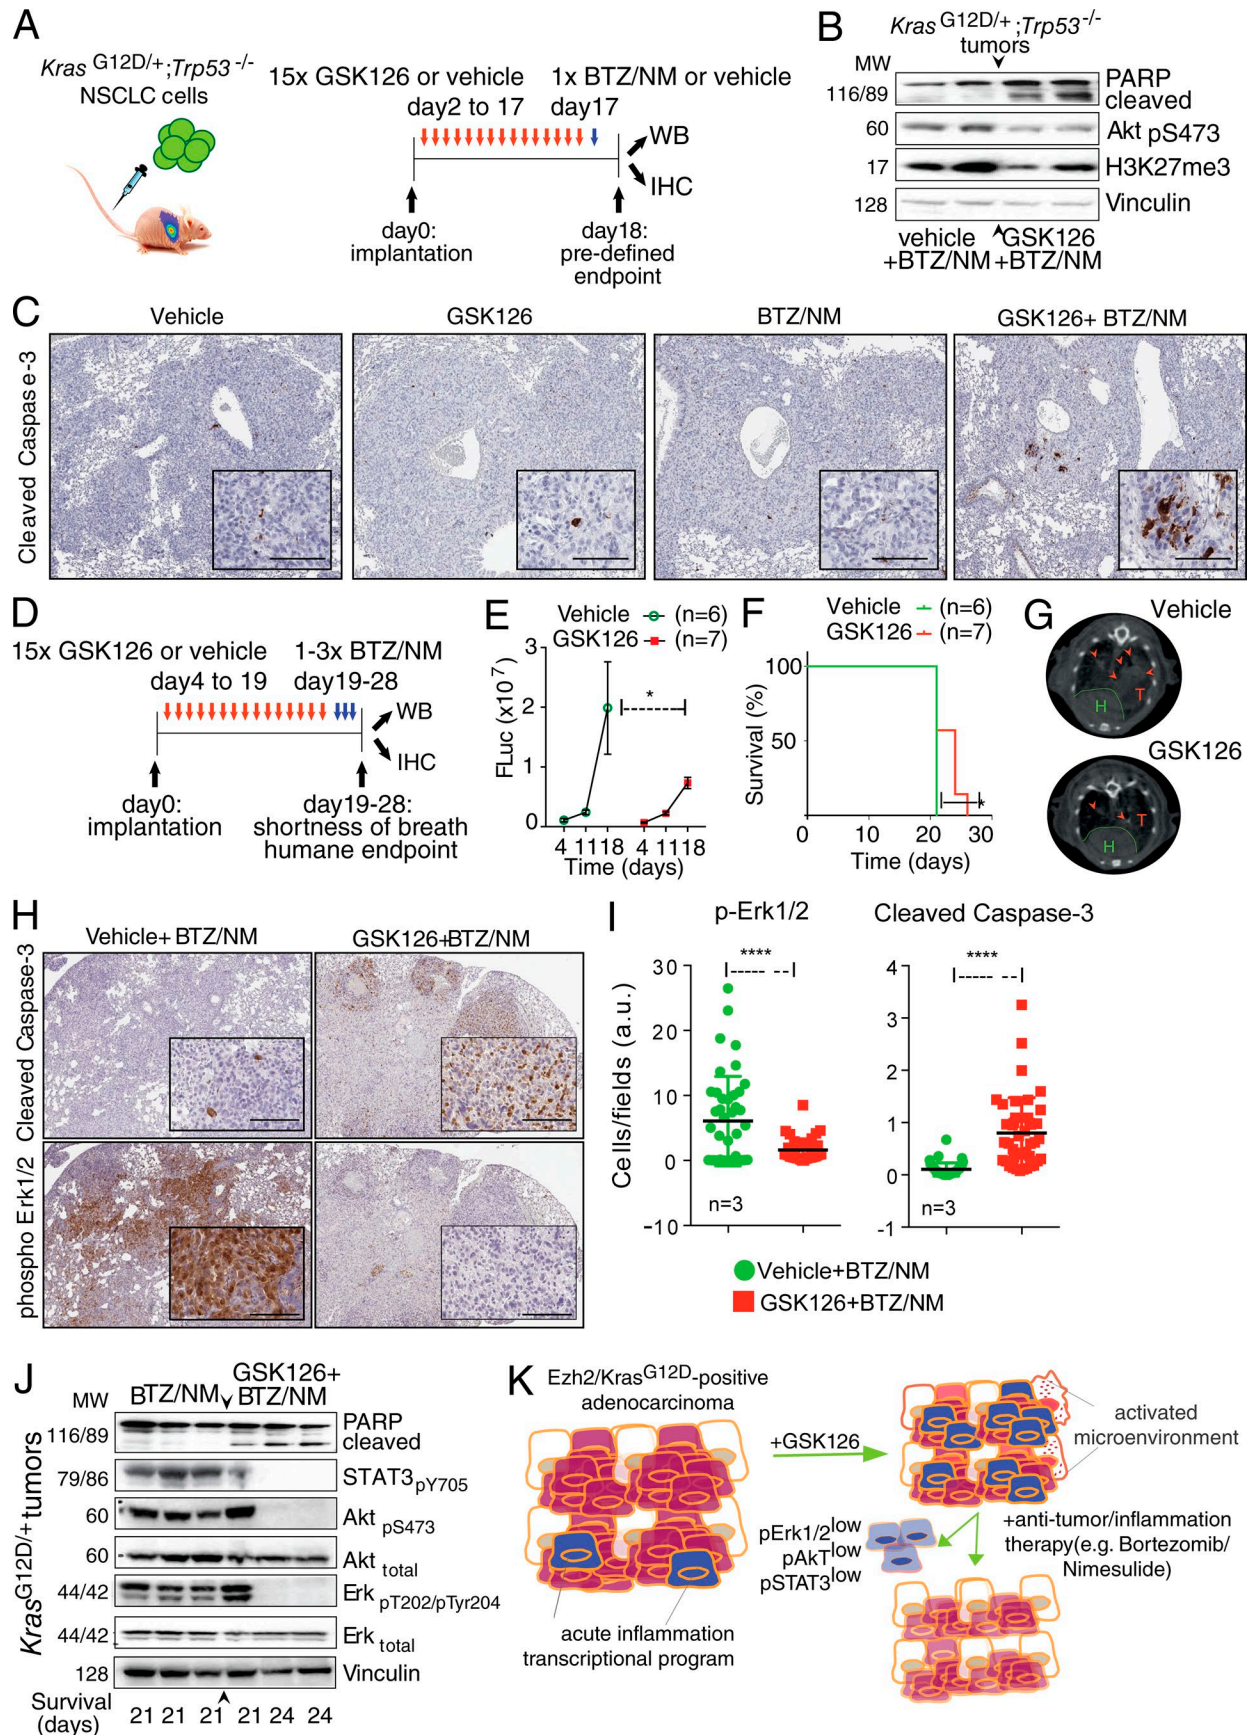 A
Kras G12D/+;Trp53 -/-
NSCLC cells
15x GSK126 or vehicle
day2 to 17
1x BTZ/NM or vehicle
day17
WB
IHC
day0:
implantation
day18:
pre-defined
endpoint
B
Kras G12D/+;Trp53 -/-
tumors
MW
116/89
PARP
cleaved
60
Akt pS473
17
H3K27me3
128
Vinculin
vehicle
+BTZ/NM
GSK126
+BTZ/NM
C
Vehicle
GSK126
BTZ/NM
GSK126+ BTZ/NM
Cleaved Caspase-3
D
15x GSK126 or vehicle
day4 to 19
1-3x BTZ/NM
day19-28
WB
IHC
day0:
implantation
day19-28:
shortness of breath
humane endpoint
E
Vehicle (n=6)
GSK126 (n=7)
FLuc (x10 7)
3
2
1
0
*
4 11 18 4 11 18
Time (days)
F
Vehicle (n=6)
GSK126 (n=7)
Survival (%)
100
50
*
0 10 20 30
Time (days)
G
Vehicle
T
H
GSK126
T
H
H
Vehicle+ BTZ/NM
GSK126+BTZ/NM
Cleaved Caspase-3
phospho Erk1/2
I
p-Erk1/2
Cells/fields (a.u.)
****
30
20
10
0
-10
n=3
Cleaved Caspase-3
****
4
3
2
1
0
-1
n=3
Vehicle+BTZ/NM
GSK126+BTZ/NM
J
Kras G12D/+ tumors
MW
BTZ/NM
GSK126+
BTZ/NM
116/89
PARP
cleaved
79/86
STAT3 pY705
60
Akt pS473
60
Akt total
44/42
Erk pT202/pTyr204
44/42
Erk total
128
Vinculin
Survival
(days)
21 21 21 21 24 24
K
Ezh2/Kras G12D-positive
adenocarcinoma
+GSK126
activated
microenvironment
acute inflammation
transcriptional program
pErk1/2 low
pAkT low
pSTAT3 low
+anti-tumor/inflammation
therapy(e.g. Bortezomib/
Nimesulide)